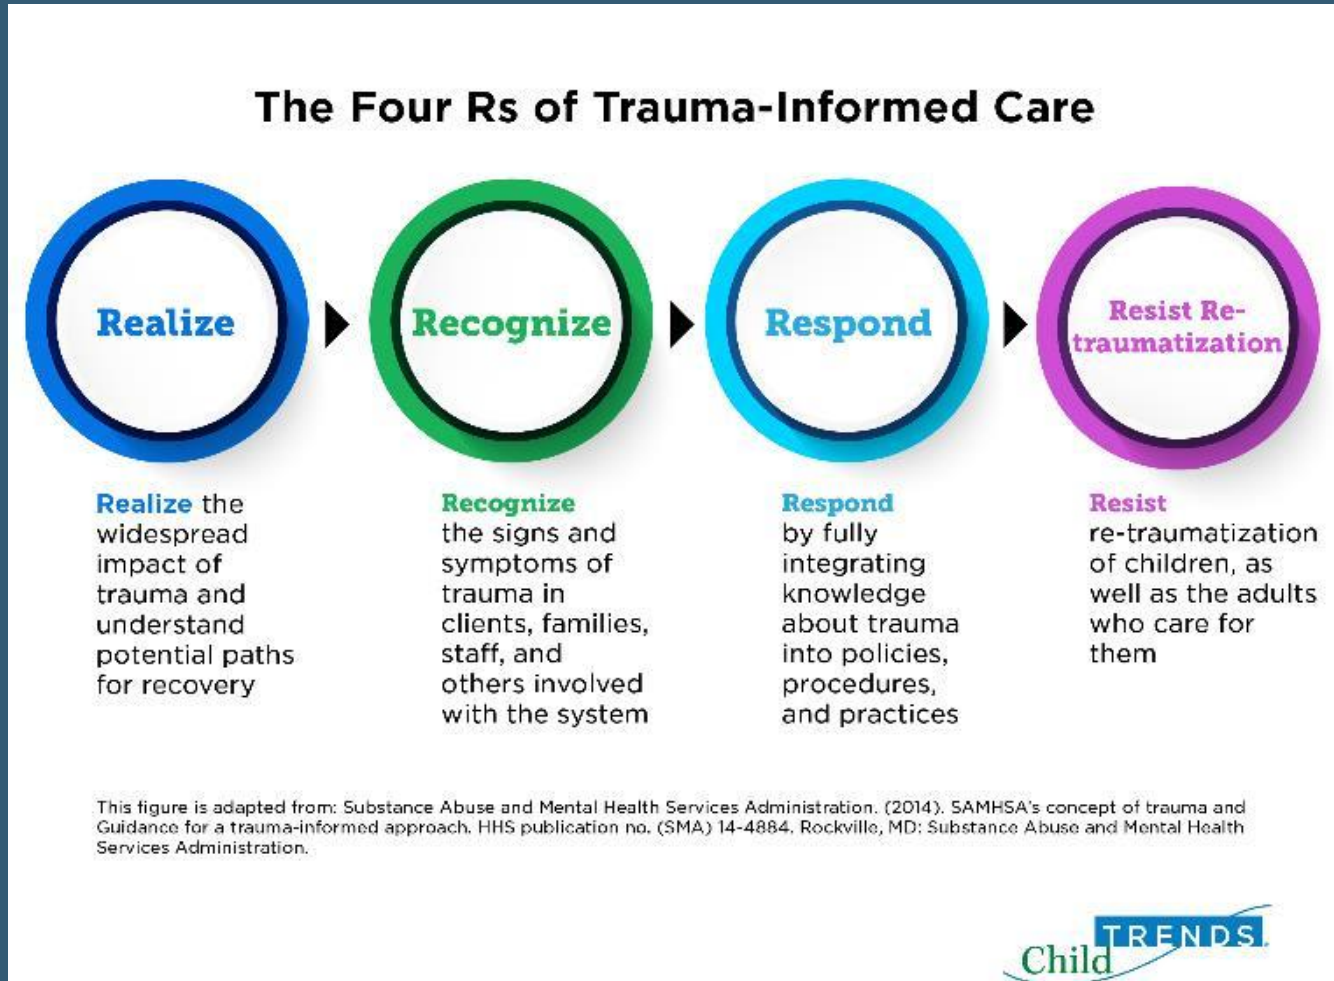 The Four Rs of Trauma-Informed Care
Realize
Recognize
Respond
Resist Re-
traumatization
Realize the
widespread
impact of
trauma and
understand
potential paths
for recovery
Recognize
the signs and
symptoms of
trauma in
clients, families,
staff, and
others involved
with the system
Respond
by fully
integrating
knowledge
about trauma
into policies,
procedures,
and practices
Resist
re-traumatization
of children, as
well as the adults
who care for
them
This figure is adapted from: Substance Abuse and Mental Health Services Administration. (2014). SAMHSA's concept of trauma and
Guidance for a trauma-informed approach. HHS publication no. (SMA) 14-4884. Rockville, MD: Substance Abuse and Mental Health
Services Administration.
Child TRENDS®